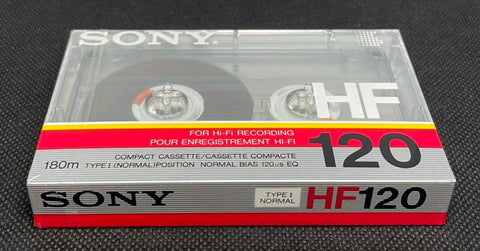 SONY.
HF
FOR Hi-Fi RECORDING
POUR ENREGISTREMENT HI-FI
120
180m
COMPACT CASSETTE/CASSETTE COMPACTE
TYPE I (NORMAL) POSITION NORMAL BIAS 120µs EQ
SONY
TYPE I
NORMAL
HF120